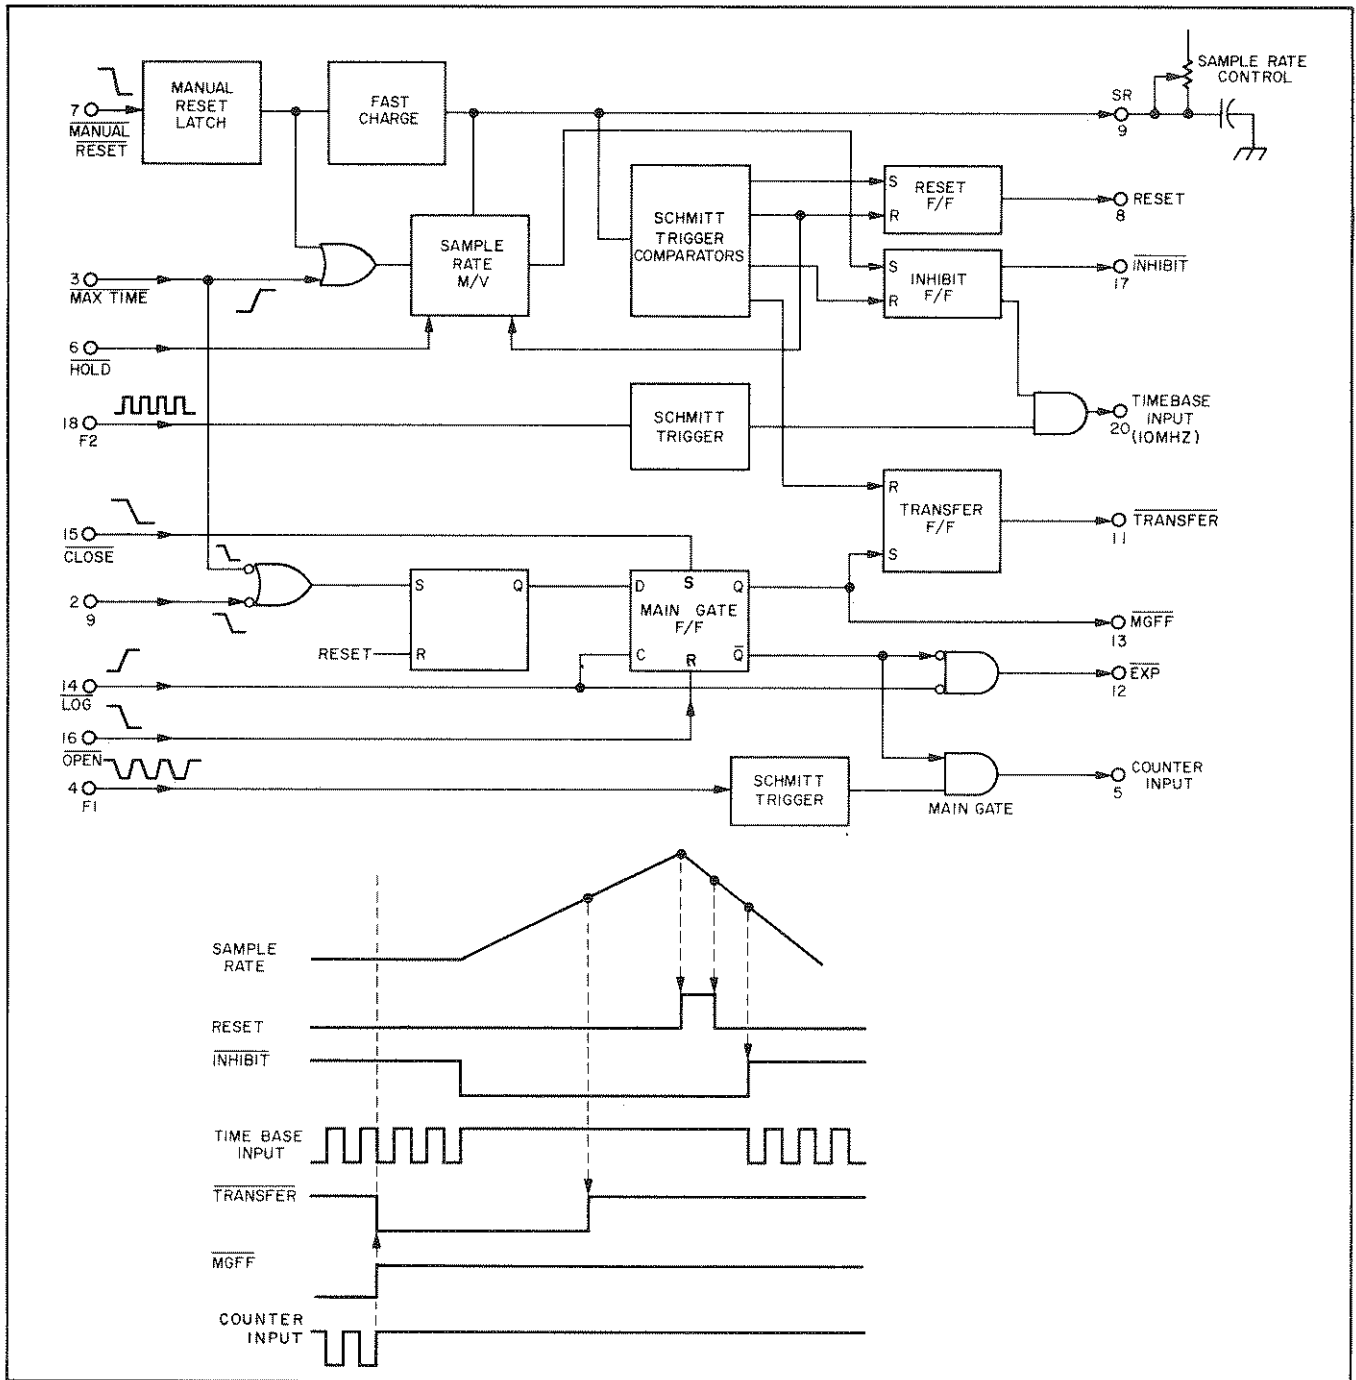 MANUAL
RESET
LATCH
FAST
CHARGE
SAMPLE RATE
CONTROL
7
MANUAL
RESET
SR
9
SCHMITT
TRIGGER
COMPARATORS
S
RESET
F/F
R
RESET
8
SAMPLE
RATE
M/V
3
MAX TIME
S
INHIBIT
F/F
R
INHIBIT
17
6
HOLD
18
F2
SCHMITT
TRIGGER
TIMEBASE
INPUT
20 (10MHZ)
15
CLOSE
R
TRANSFER
F/F
S
TRANSFER
11
2
9
S Q
RESET
R
D S Q
MAIN GATE
F/F
C R Q
MGFF
13
14
LOG
EXP
12
16
OPEN
4
F1
SCHMITT
TRIGGER
MAIN GATE
COUNTER
INPUT
5
SAMPLE
RATE
RESET
INHIBIT
TIME BASE
INPUT
TRANSFER
MGFF
COUNTER
INPUT